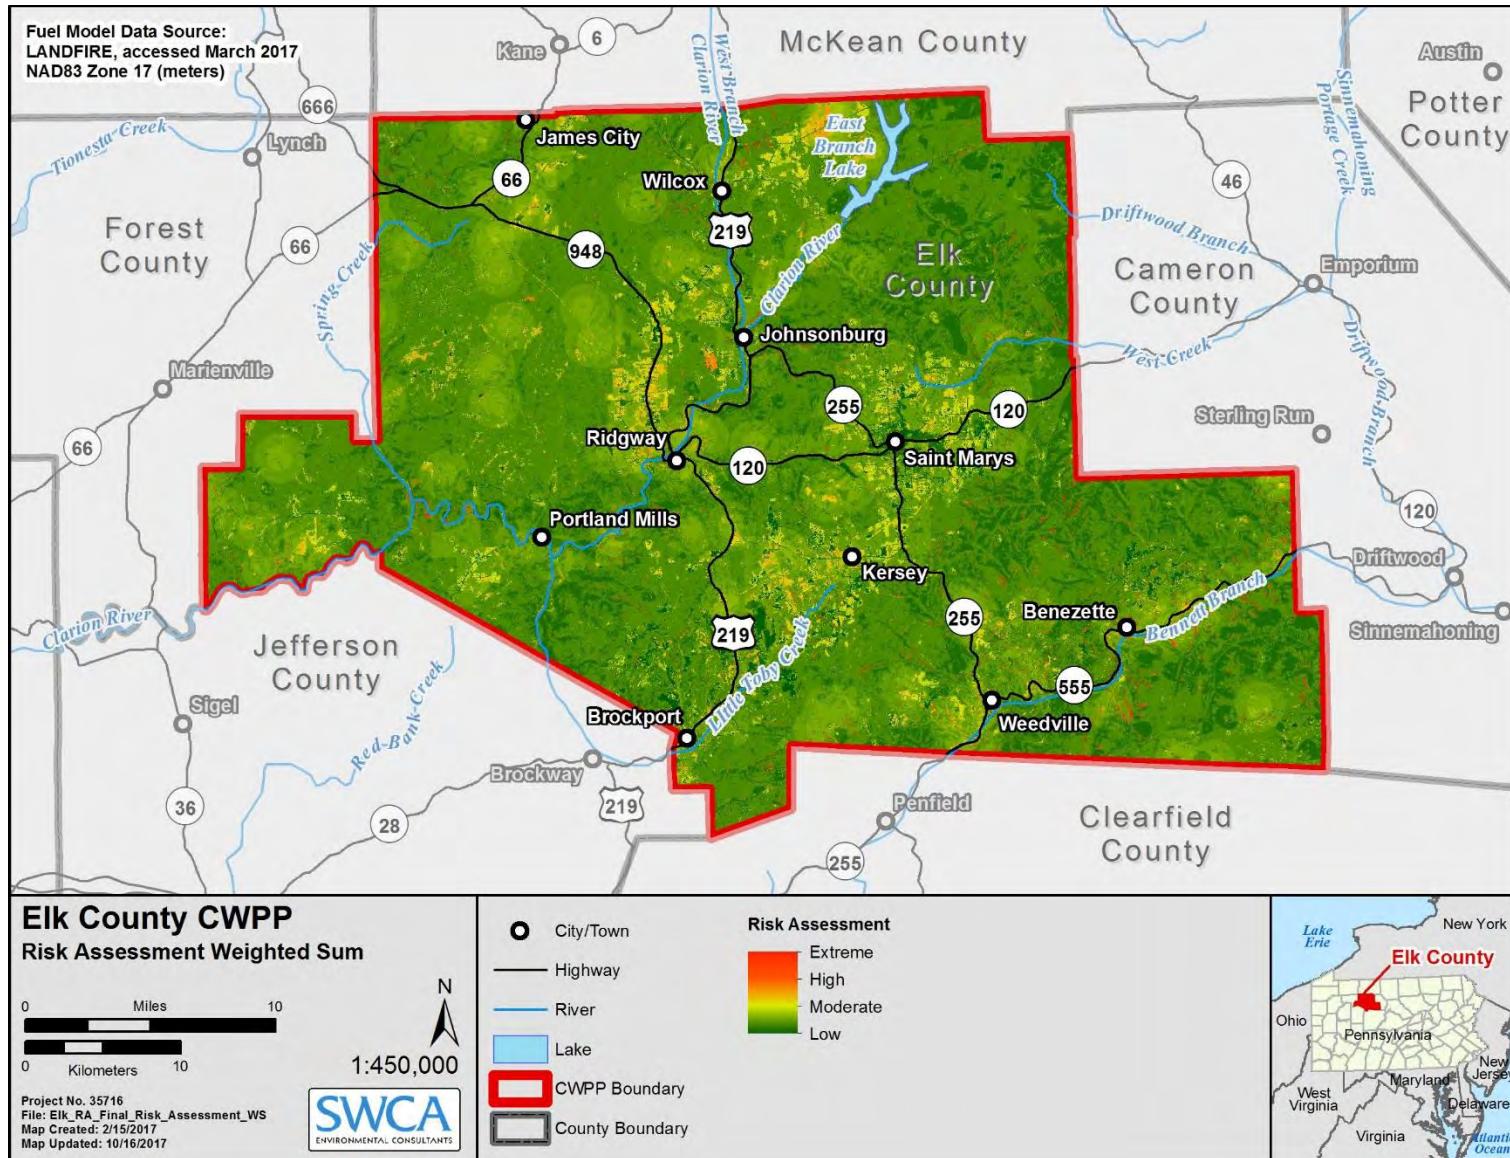 Fuel Model Data Source:
LANDFIRE, accessed March 2017
NAD83 Zone 17 (meters)
Kane
6
McKean County
Austin
Potter
County
666
Tionesta Creek
Lynch
James City
66
West Branch
Clarion River
Wilcox
219
East
Branch
Lake
Sinnemahoning
Portage Creek
46
Forest
County
66
948
Spring Creek
Clarion River
Elk
County
Driftwood Branch
Cameron
County
Emporium
Johnsonburg
West Creek
Driftwood Branch
Marienville
66
255
120
Sterling Run
Ridgway
120
Saint Marys
Portland Mills
120
Driftwood
Kersey
Clarion River
219
255
Benezette
Bennett Branch
Sinnemahoning
Jefferson
County
Little Toby Creek
555
Weedville
Sigel
Red Bank Creek
Brockport
Brockway
219
36
28
Penfield
255
Clearfield
County
Elk County CWPP
Risk Assessment Weighted Sum
0 Miles 10
0 Kilometers 10
N
1:450,000
Project No. 35716
File: Elk_RA_Final_Risk_Assessment_WS
Map Created: 2/15/2017
Map Updated: 10/16/2017
SWCA
ENVIRONMENTAL CONSULTANTS
City/Town
Highway
River
Lake
CWPP Boundary
County Boundary
Risk Assessment
Extreme
High
Moderate
Low
Lake
Erie
New York
Elk County
Ohio
Pennsylvania
New
Jersey
Maryland
West
Virginia
Delaware
Virginia
Atlantic
Ocean